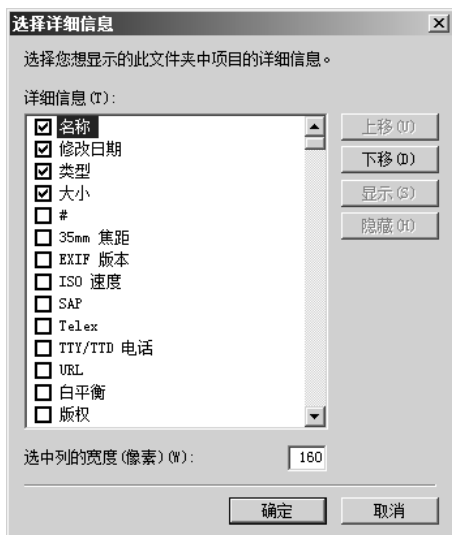 选择详细信息
选择您想显示的此文件夹中项目的详细信息。
详细信息(T):
名称
修改日期
类型
大小
#
35mm 焦距
EXIF 版本
ISO 速度
SAP
Telex
TTY/TTD 电话
URL
白平衡
版权
上移(U)
下移(D)
显示(S)
隐藏(H)
选中列的宽度(像素)(W):
160
确定
取消